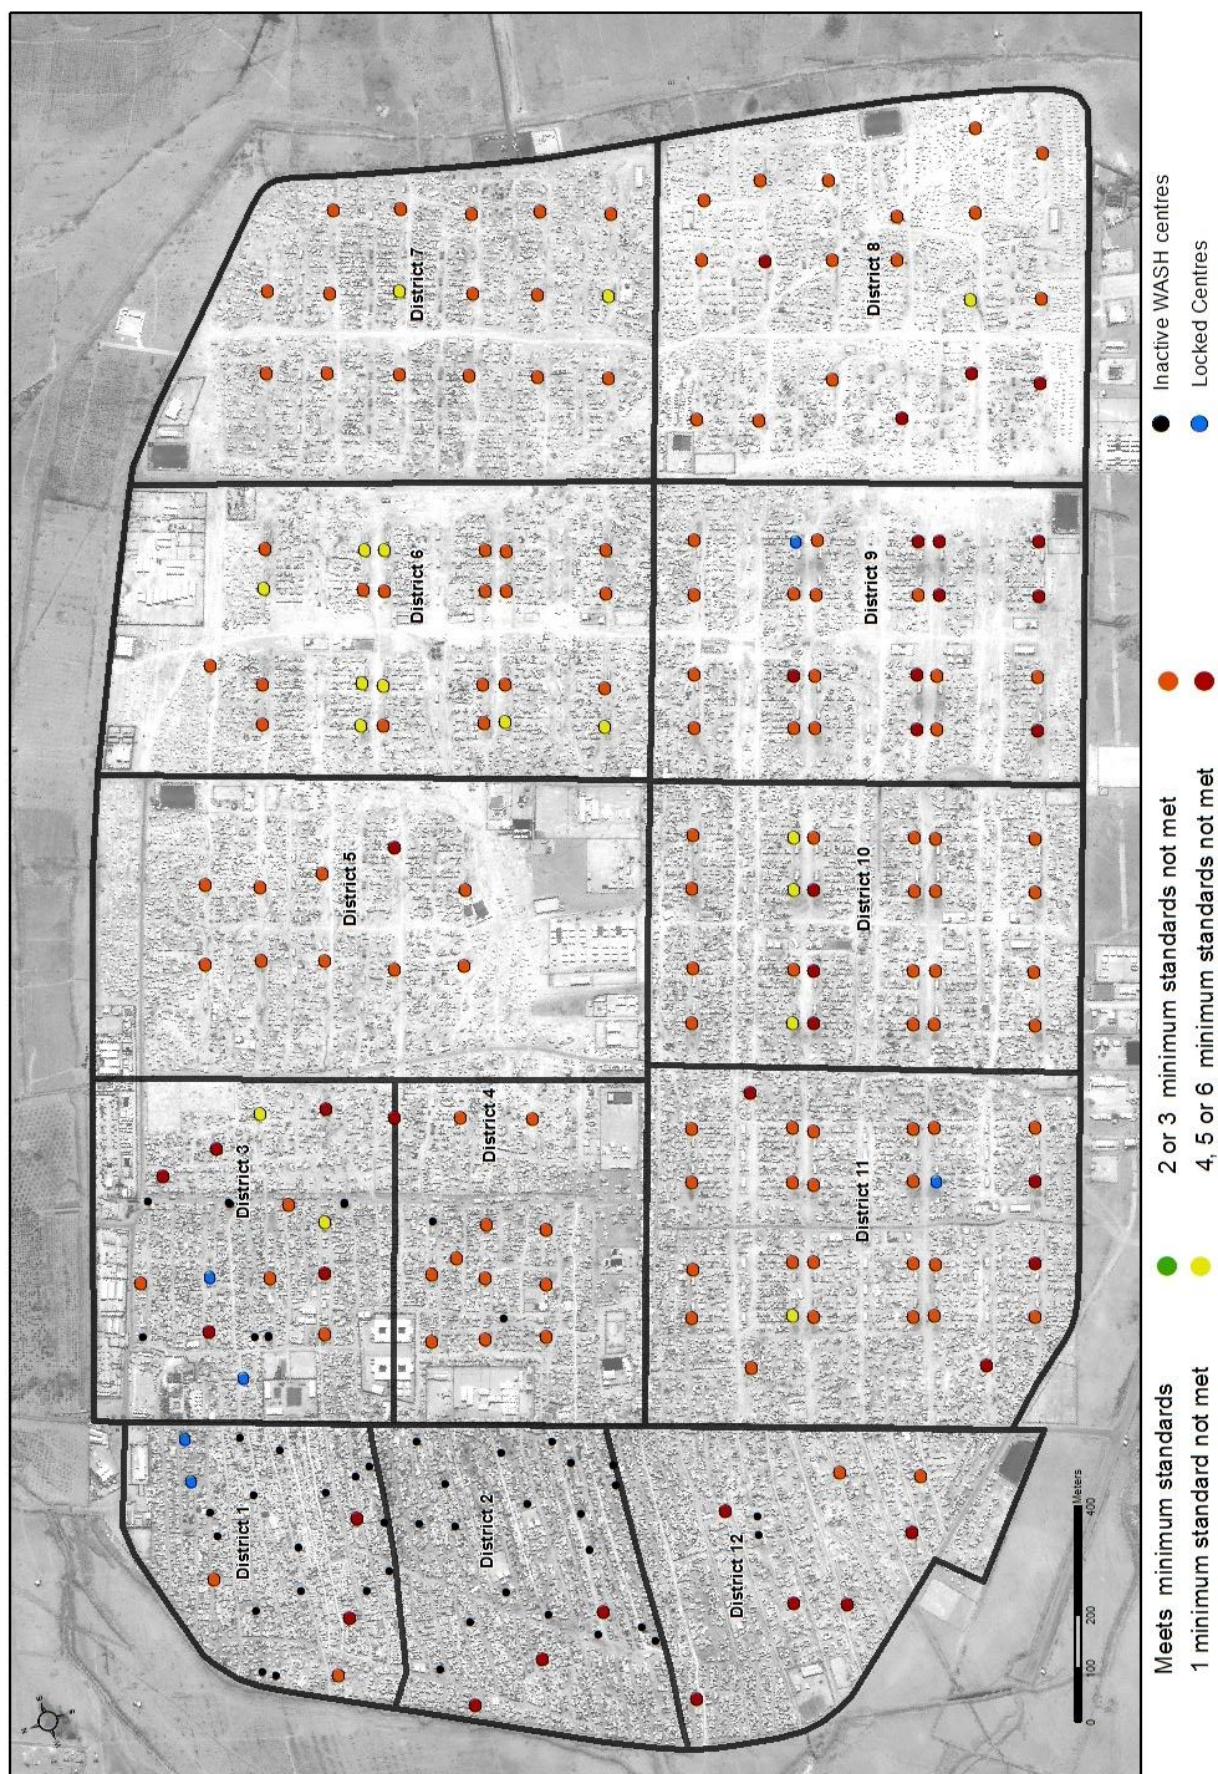 District 1
District 2
District 3
District 4
District 5
District 6
District 7
District 8
District 9
District 10
District 11
District 12
0 100 200 400
Meters
Meets minimum standards
1 minimum standard not met
2 or 3 minimum standards not met
4, 5 or 6 minimum standards not met
Inactive WASH centres
Locked Centres